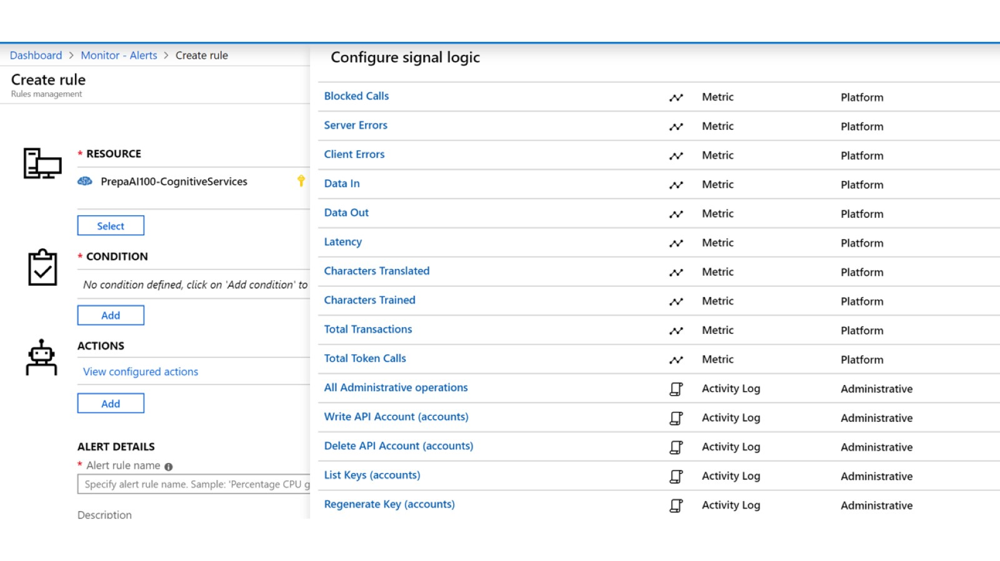 Dashboard > Monitor - Alerts > Create rule
Create rule
Rules management
* RESOURCE
PrepaAI100-CognitiveServices
Select
* CONDITION
No condition defined, click on 'Add condition' to
Add
ACTIONS
View configured actions
Add
ALERT DETAILS
* Alert rule name
Specify alert rule name. Sample: 'Percentage CPU g
Description
Configure signal logic
Blocked Calls Metric Platform
Server Errors Metric Platform
Client Errors Metric Platform
Data In Metric Platform
Data Out Metric Platform
Latency Metric Platform
Characters Translated Metric Platform
Characters Trained Metric Platform
Total Transactions Metric Platform
Total Token Calls Metric Platform
All Administrative operations Activity Log Administrative
Write API Account (accounts) Activity Log Administrative
Delete API Account (accounts) Activity Log Administrative
List Keys (accounts) Activity Log Administrative
Regenerate Key (accounts) Activity Log Administrative